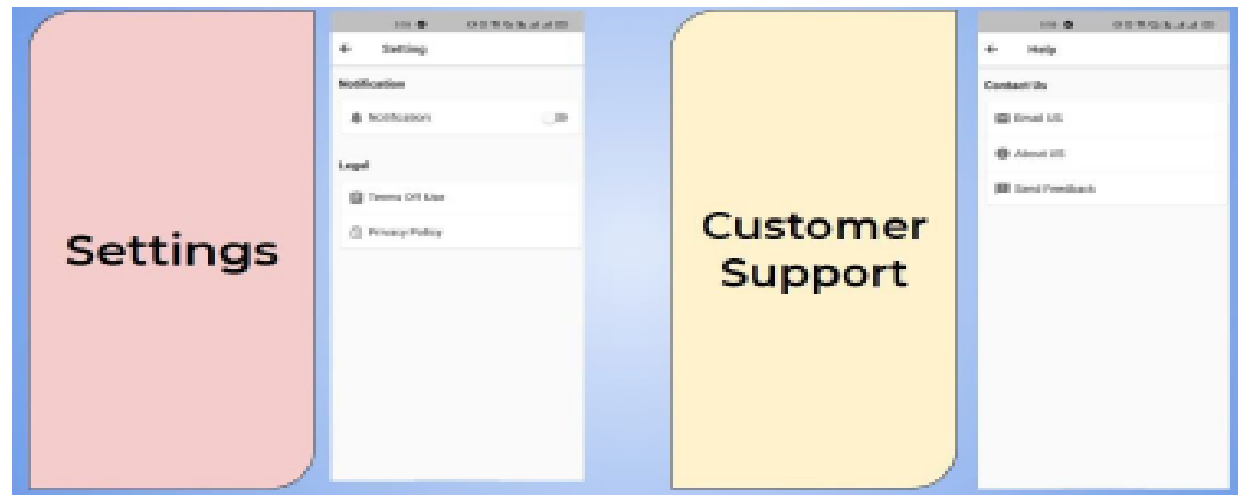 Settings
Setting
Notification
Notification
Legal
Terms Of Use
Privacy Policy
Customer
Support
Help
Contact Us
Email US
About US
Send Feedback